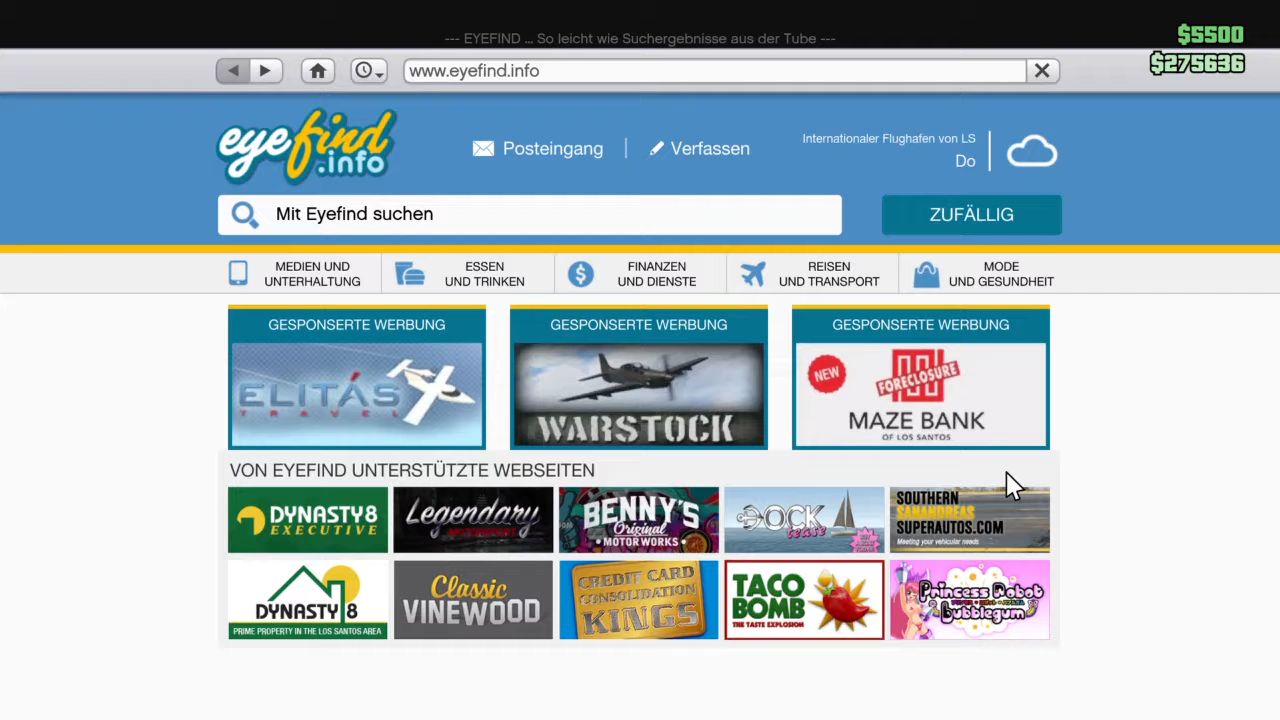 --- EYEFIND ... So leicht wie Suchergebnisse aus der Tube ---
$5500
$275636
www.eyefind.info
eyefind
.info
Posteingang
Verfassen
Internationaler Flughafen von LS
Do
Mit Eyefind suchen
ZUFÄLLIG
MEDIEN UND
UNTERHALTUNG
ESSEN
UND TRINKEN
FINANZEN
UND DIENSTE
REISEN
UND TRANSPORT
MODE
UND GESUNDHEIT
GESPONSERTE WERBUNG
GESPONSERTE WERBUNG
GESPONSERTE WERBUNG
ELITÁS
TRAVEL
WARSTOCK
NEW
FORECLOSURE
MAZE BANK
OF LOS SANTOS
VON EYEFIND UNTERSTÜTZTE WEBSEITEN
DYNASTY8
EXECUTIVE
Legendary
MOTORSPORT
BENNY'S
Original
MOTORWORKS
DOCK
tease
SOUTHERN
SANANDREAS
SUPERAUTOS.COM
Meeting your vehicular needs
DYNASTY 8
PRIME PROPERTY IN THE LOS SANTOS AREA
Classic
VINEWOOD
CREDIT CARD
CONSOLIDATION
KINGS
TACO
BOMB
THE TASTE EXPLOSION
Princess Robot
Bubblegum